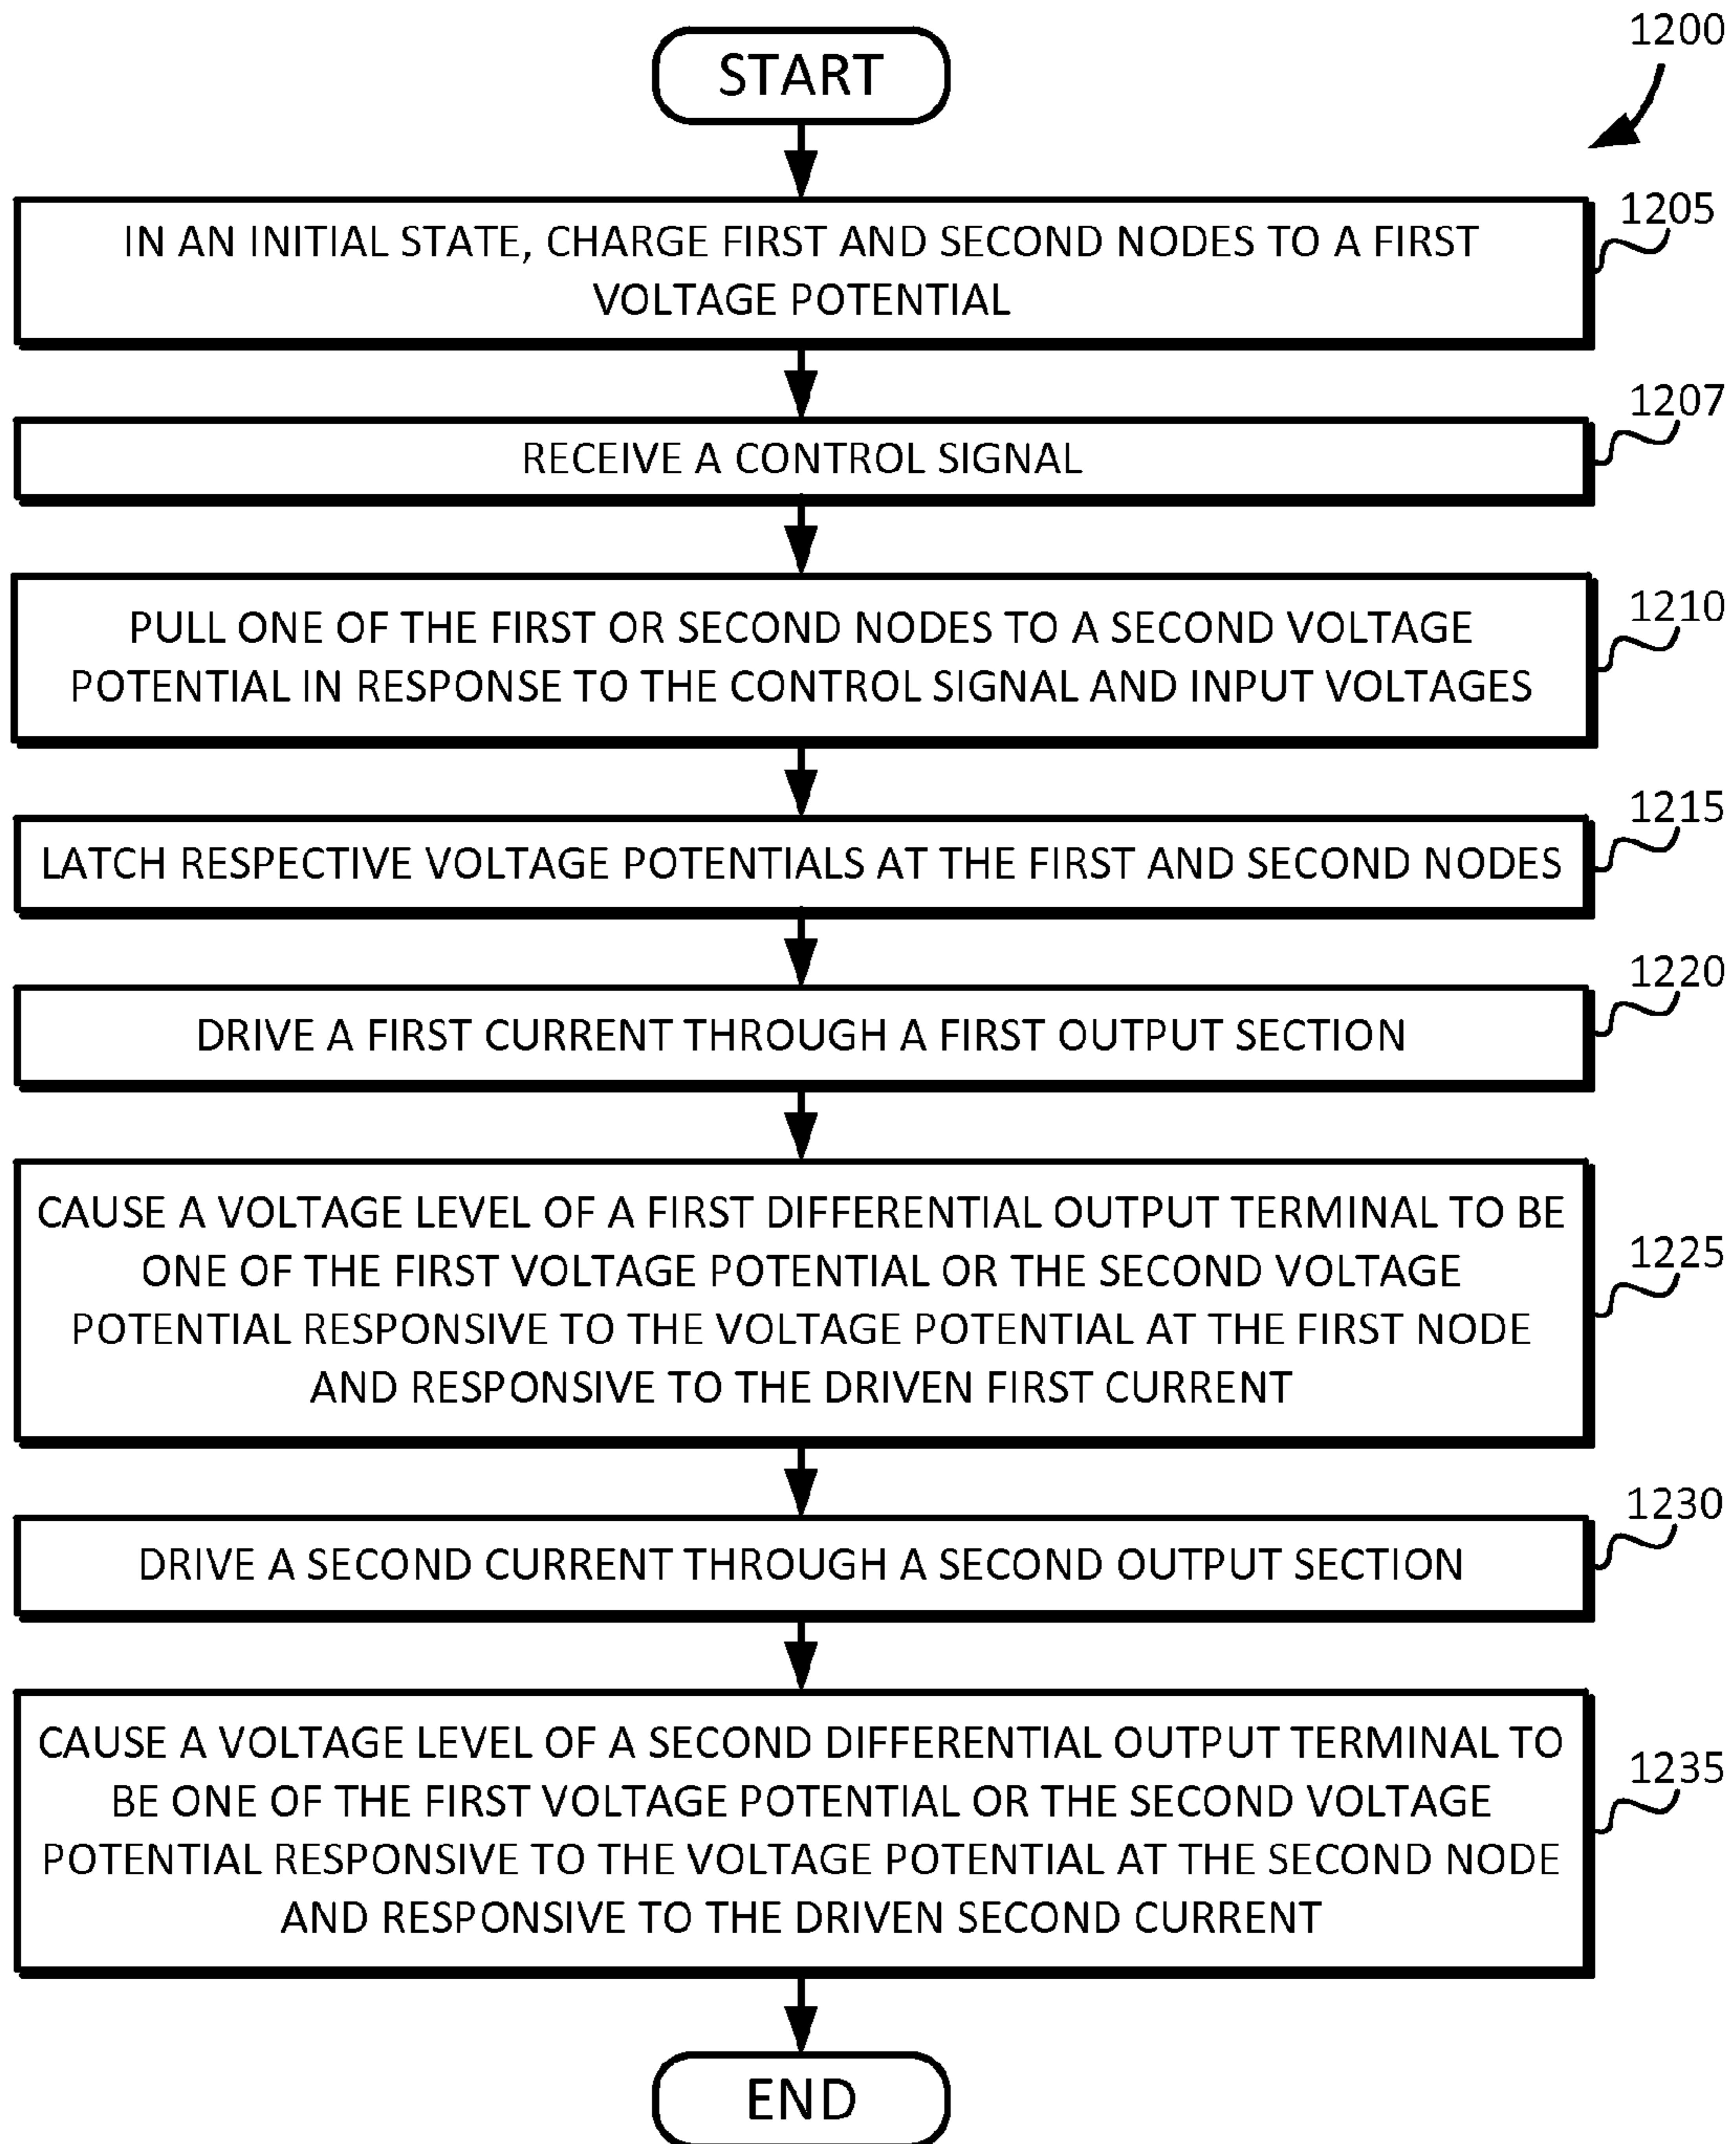 1200
START
1205
IN AN INITIAL STATE, CHARGE FIRST AND SECOND NODES TO A FIRST
VOLTAGE POTENTIAL
1207
RECEIVE A CONTROL SIGNAL
1210
PULL ONE OF THE FIRST OR SECOND NODES TO A SECOND VOLTAGE
POTENTIAL IN RESPONSE TO THE CONTROL SIGNAL AND INPUT VOLTAGES
1215
LATCH RESPECTIVE VOLTAGE POTENTIALS AT THE FIRST AND SECOND NODES
1220
DRIVE A FIRST CURRENT THROUGH A FIRST OUTPUT SECTION
1225
CAUSE A VOLTAGE LEVEL OF A FIRST DIFFERENTIAL OUTPUT TERMINAL TO BE
ONE OF THE FIRST VOLTAGE POTENTIAL OR THE SECOND VOLTAGE
POTENTIAL RESPONSIVE TO THE VOLTAGE POTENTIAL AT THE FIRST NODE
AND RESPONSIVE TO THE DRIVEN FIRST CURRENT
1230
DRIVE A SECOND CURRENT THROUGH A SECOND OUTPUT SECTION
1235
CAUSE A VOLTAGE LEVEL OF A SECOND DIFFERENTIAL OUTPUT TERMINAL TO
BE ONE OF THE FIRST VOLTAGE POTENTIAL OR THE SECOND VOLTAGE
POTENTIAL RESPONSIVE TO THE VOLTAGE POTENTIAL AT THE SECOND NODE
AND RESPONSIVE TO THE DRIVEN SECOND CURRENT
END